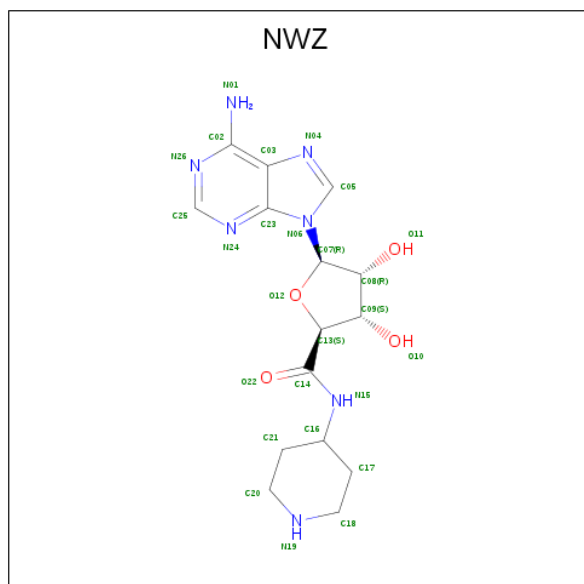 NWZ
N01
NH₂
C02
N26
N
C03
N04
N
C05
C25
N
N24
C23
N
N06
C07(R)
O11
OH
C08(R)
O
O12
C09(S)
C13(S)
OH
O10
O
O22
C14
N15
NH
C16
C21
C17
C20
C18
N
H
N19